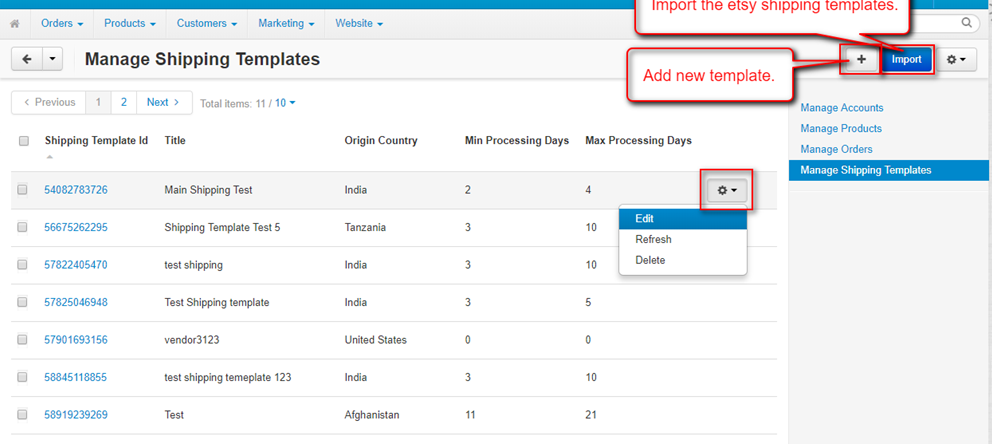 Import the etsy shipping templates.
Orders Products Customers Marketing Website
Manage Shipping Templates
Import
Add new template.
Previous 1 2 Next Total items: 11 / 10
Manage Accounts
Manage Products
Manage Orders
Manage Shipping Templates
Shipping Template Id Title Origin Country Min Processing Days Max Processing Days
54082783726 Main Shipping Test India 2 4
Edit
Refresh
Delete
56675262295 Shipping Template Test 5 Tanzania 3 10
57822405470 test shipping India 3 10
57825046948 Test Shipping template India 3 5
57901693156 vendor3123 United States 0 0
58845118855 test shipping temeplate 123 India 3 10
58919239269 Test Afghanistan 11 21